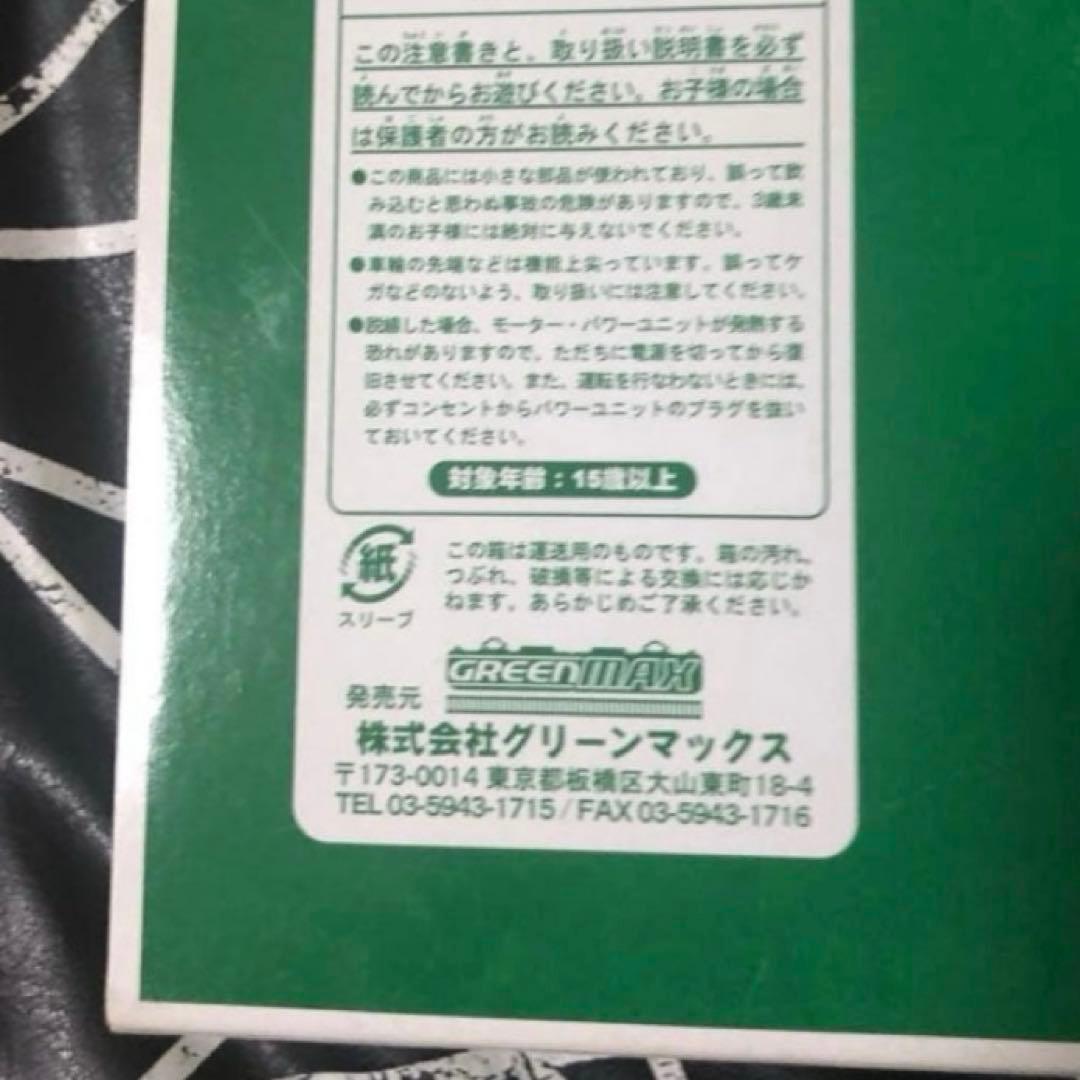 この注意書きと、取り扱い説明書を必ず
読んでからお遊びください。お子様の場合
は保護者の方がお読みください。
●この商品には小さな部品が使われており、誤って飲
み込むと思わぬ事故の危険がありますので、3歳未
満のお子様には絶対に与えないでください。
●車輪の先端などは機能上尖っています。誤ってケ
ガなどのないよう、取り扱いには注意してください。
●脱線した場合、モーター・パワーユニットが発熱する
恐れがありますので、ただちに電源を切ってから復
旧させてください。また、運転を行なわないときには、
必ずコンセントからパワーユニットのプラグを抜い
ておいてください。
対象年齢：15歳以上
紙
スリーブ
この箱は運送用のものです。箱の汚れ、
つぶれ、破損等による交換には応じか
ねます。あらかじめご了承ください。
発売元
GREENMAX
株式会社グリーンマックス
〒173-0014 東京都板橋区大山東町18-4
TEL 03-5943-1715 / FAX 03-5943-1716